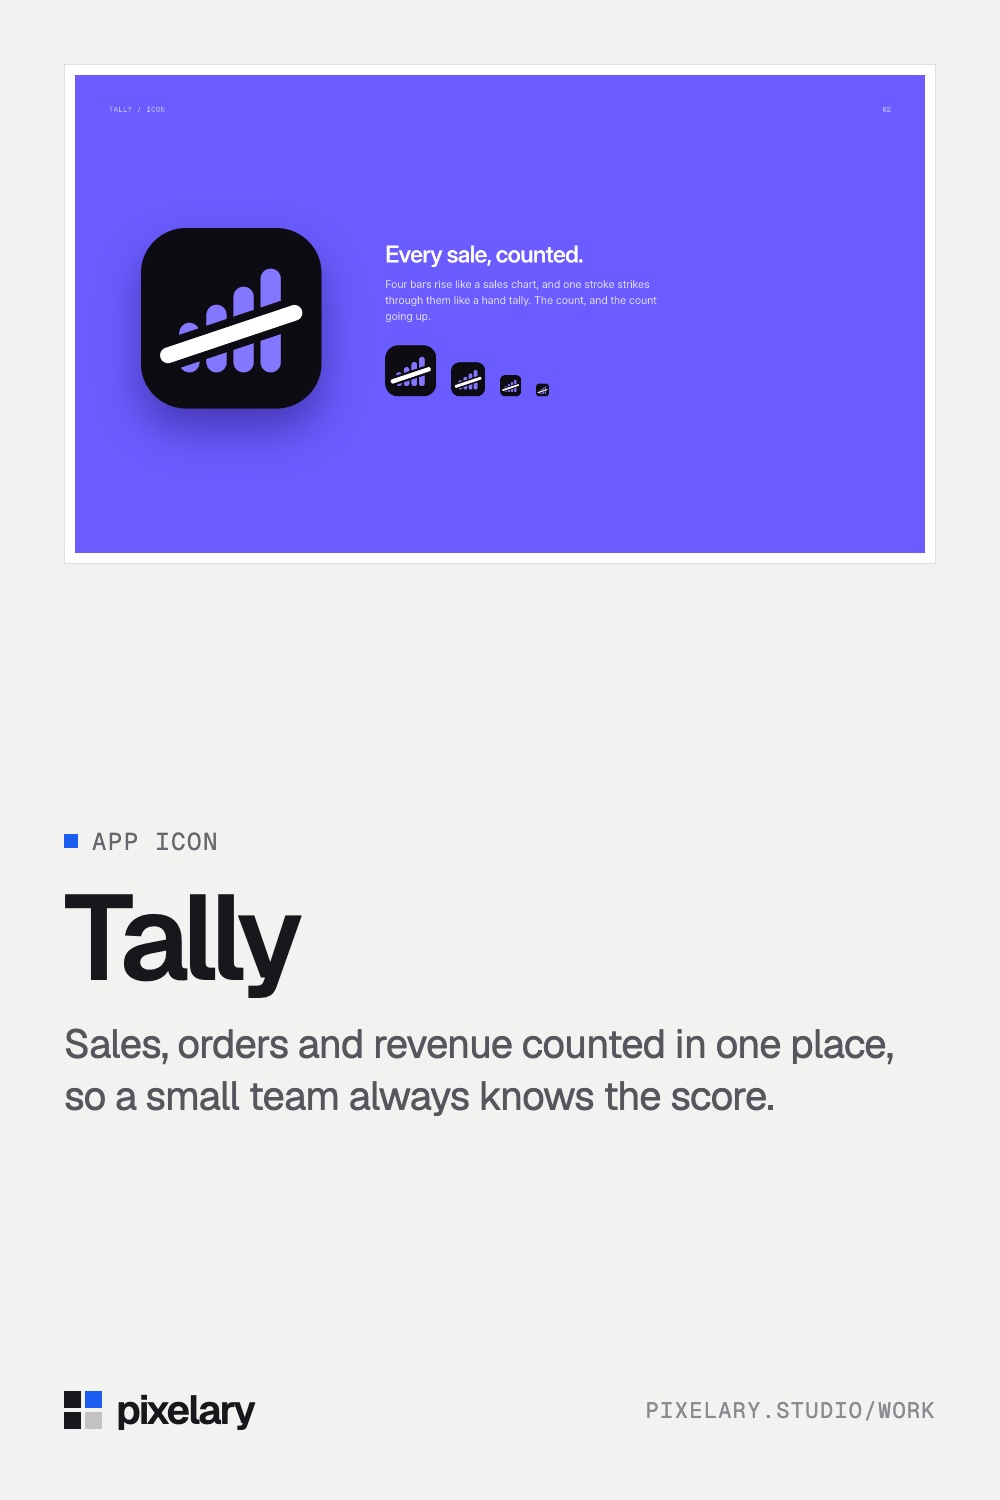 TALLY / ICON
02
Every sale, counted.
Four bars rise like a sales chart, and one stroke strikes
through them like a hand tally. The count, and the count
going up.
APP ICON
Tally
Sales, orders and revenue counted in one place,
so a small team always knows the score.
pixelary
PIXELARY.STUDIO/WORK